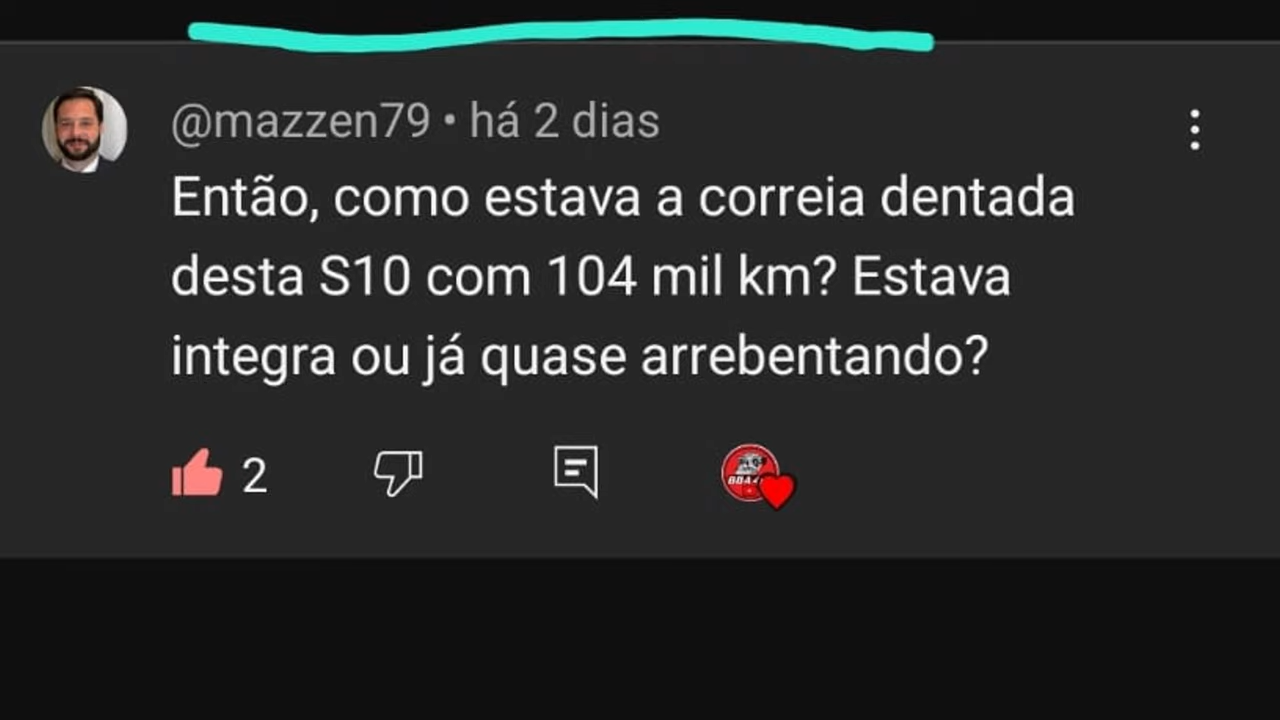 @mazzen79 • há 2 dias
Então, como estava a correia dentada
desta S10 com 104 mil km? Estava
integra ou já quase arrebentando?
2